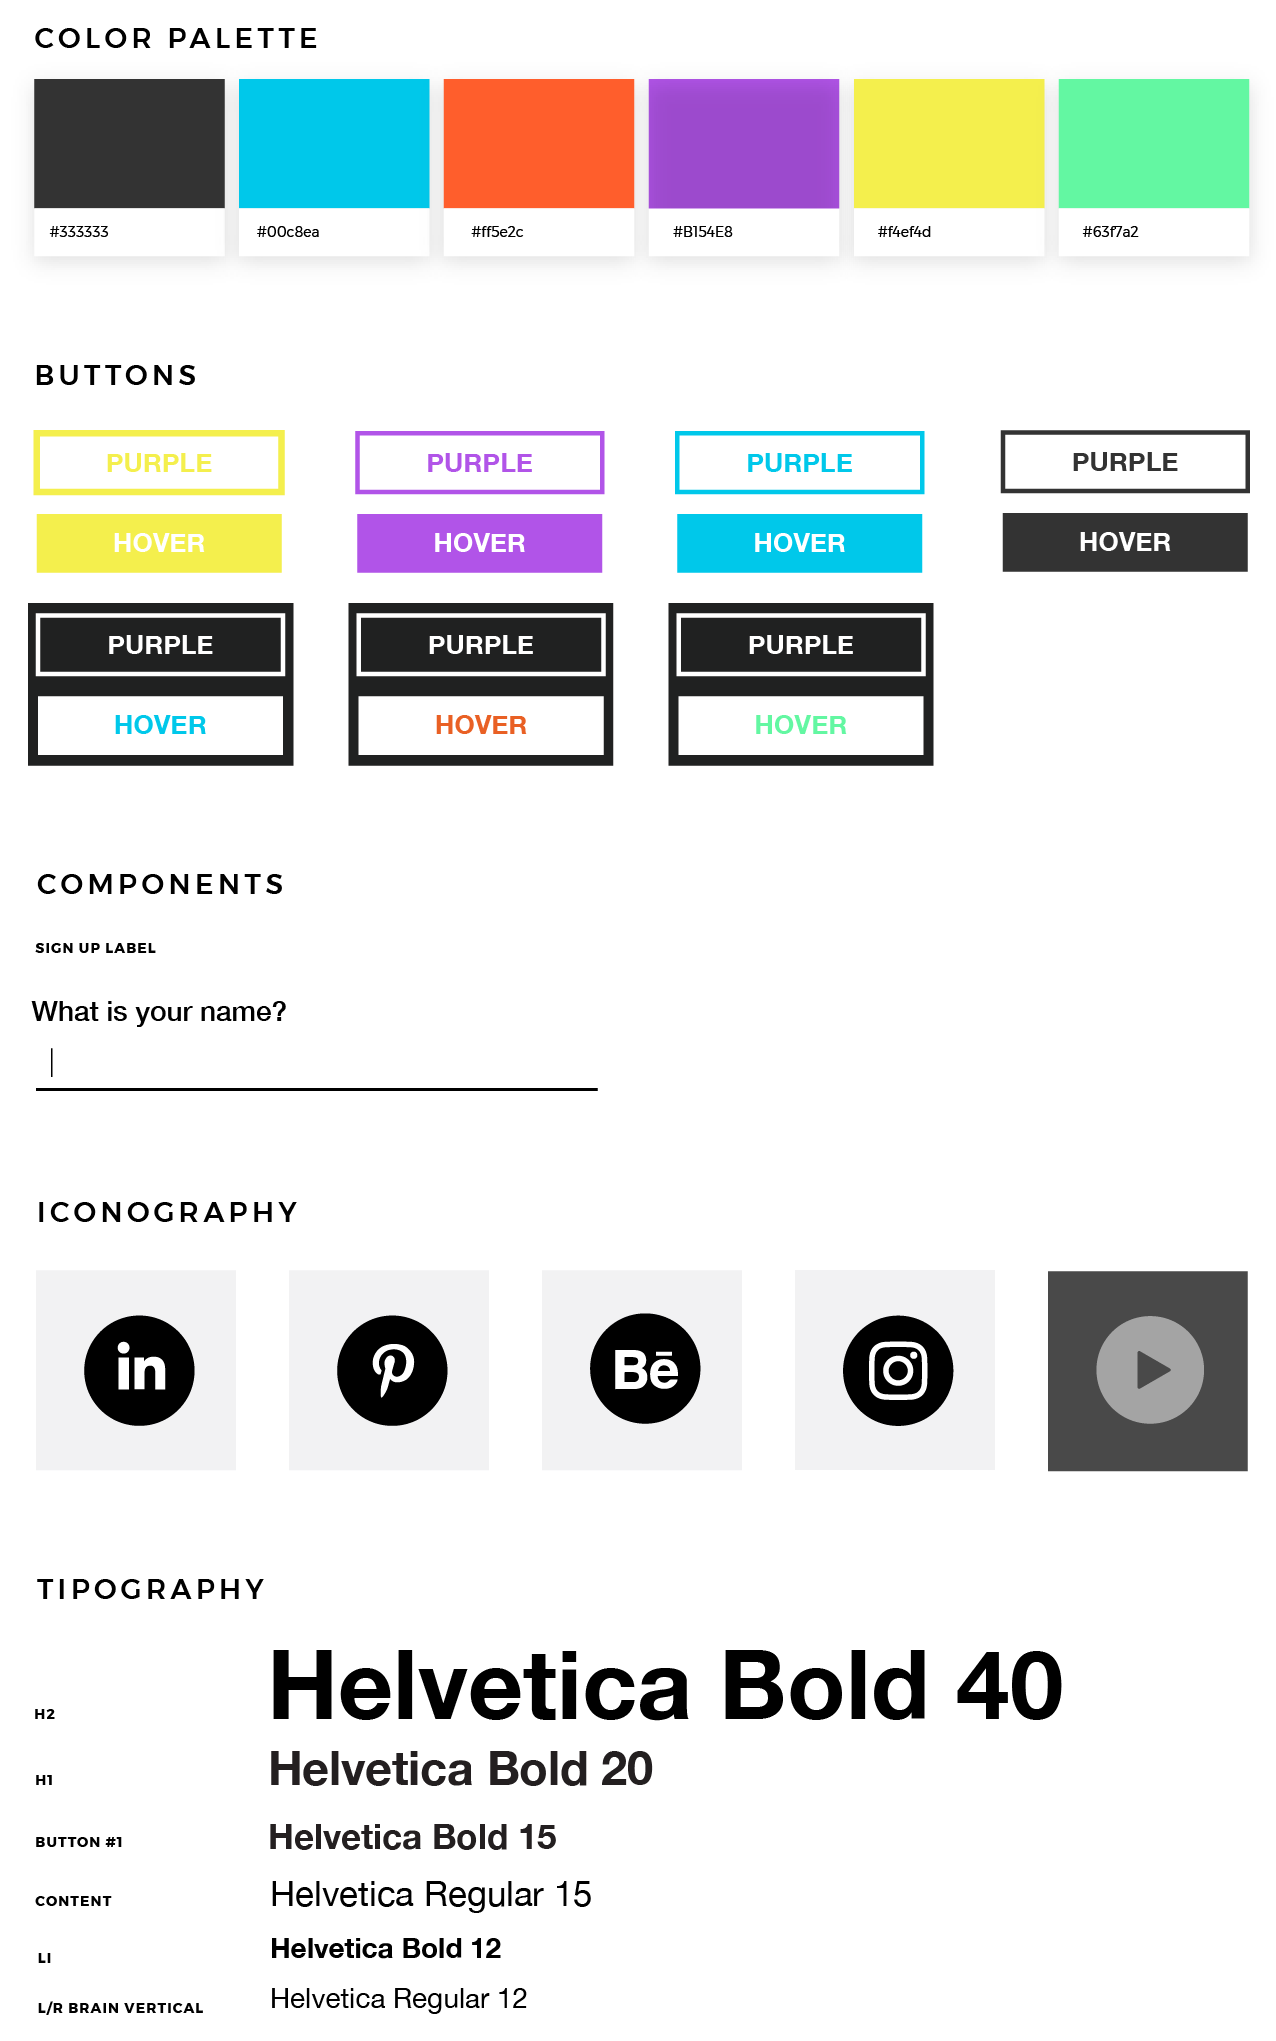 COLOR PALETTE
#333333 #00c8ea #ff5e2c #B154E8 #f4ef4d #63f7a2
BUTTONS
PURPLE PURPLE PURPLE PURPLE
HOVER HOVER HOVER HOVER
PURPLE PURPLE PURPLE
HOVER HOVER HOVER
COMPONENTS
SIGN UP LABEL
What is your name?
ICONOGRAPHY
in Bē
TIPOGRAPHY
H2 Helvetica Bold 40
H1 Helvetica Bold 20
BUTTON #1 Helvetica Bold 15
CONTENT Helvetica Regular 15
LI Helvetica Bold 12
L/R BRAIN VERTICAL Helvetica Regular 12